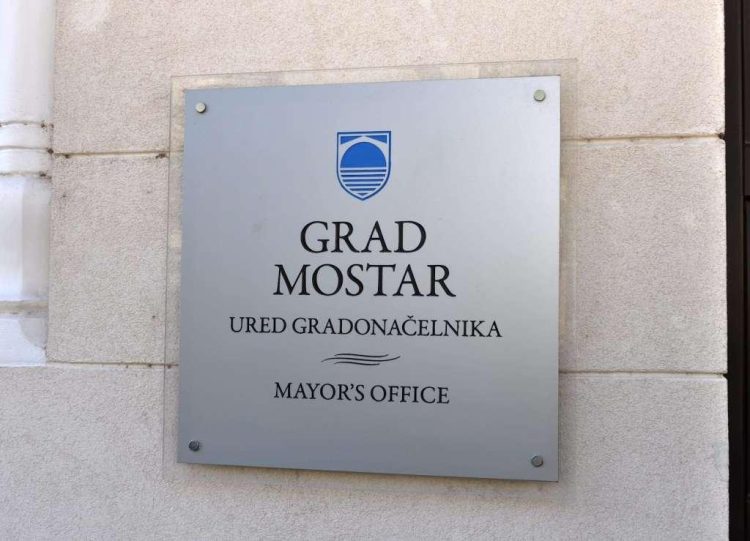 GRAD
MOSTAR
URED GRADONAČELNIKA
MAYOR'S OFFICE